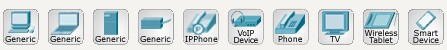 Generic
Generic
Generic
Generic
IPPhone
VoIP
Device
Phone
TV
Wireless
Tablet
Smart
Device